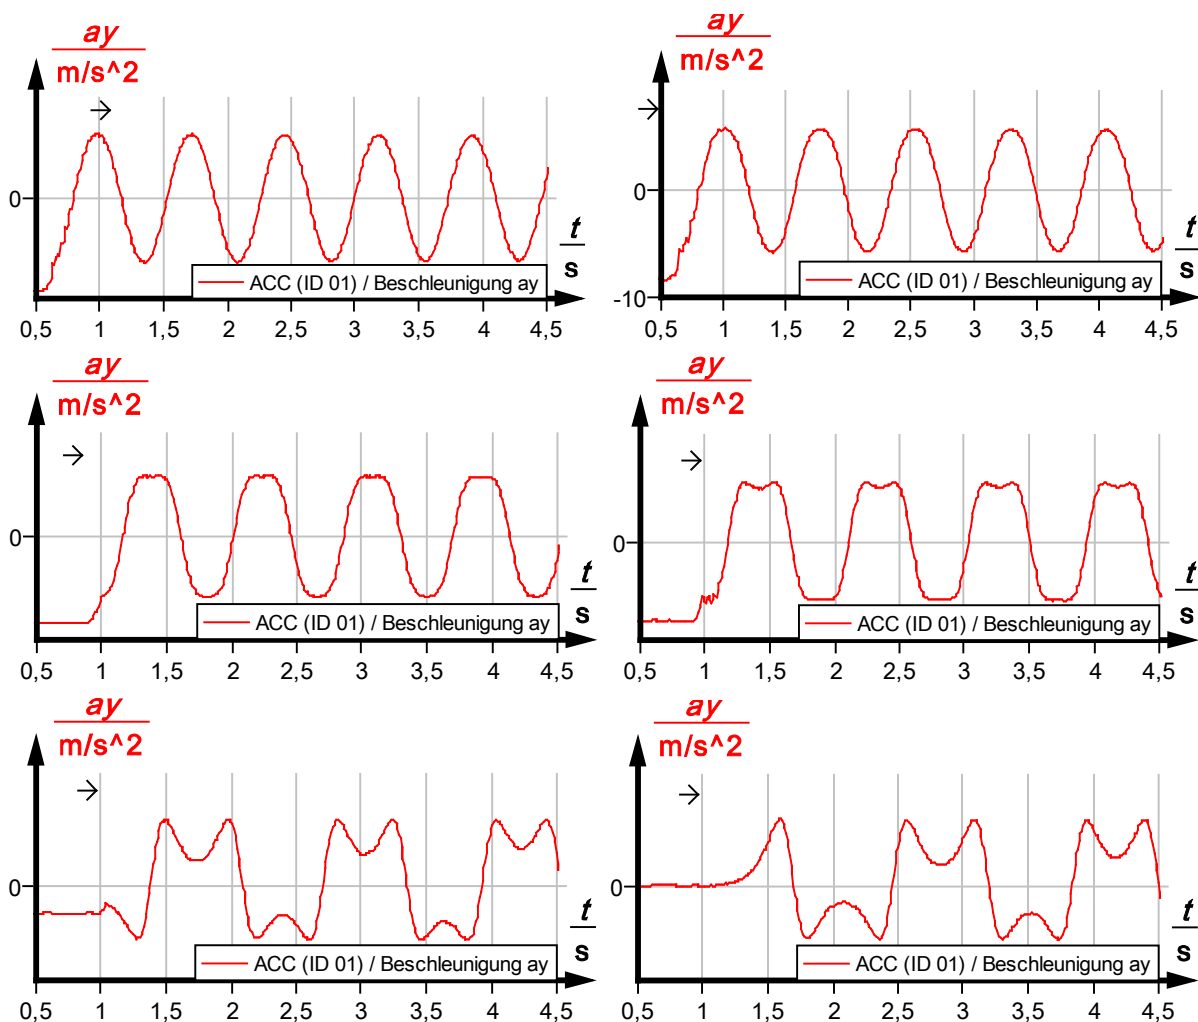 ay
m/s^2
0
t
s
ACC (ID 01) / Beschleunigung ay
0,5 1 1,5 2 2,5 3 3,5 4 4,5
ay
m/s^2
0
-10
t
s
ACC (ID 01) / Beschleunigung ay
0,5 1 1,5 2 2,5 3 3,5 4 4,5
ay
m/s^2
0
t
s
ACC (ID 01) / Beschleunigung ay
0,5 1 1,5 2 2,5 3 3,5 4 4,5
ay
m/s^2
0
t
s
ACC (ID 01) / Beschleunigung ay
0,5 1 1,5 2 2,5 3 3,5 4 4,5
ay
m/s^2
0
t
s
ACC (ID 01) / Beschleunigung ay
0,5 1 1,5 2 2,5 3 3,5 4 4,5
ay
m/s^2
0
t
s
ACC (ID 01) / Beschleunigung ay
0,5 1 1,5 2 2,5 3 3,5 4 4,5